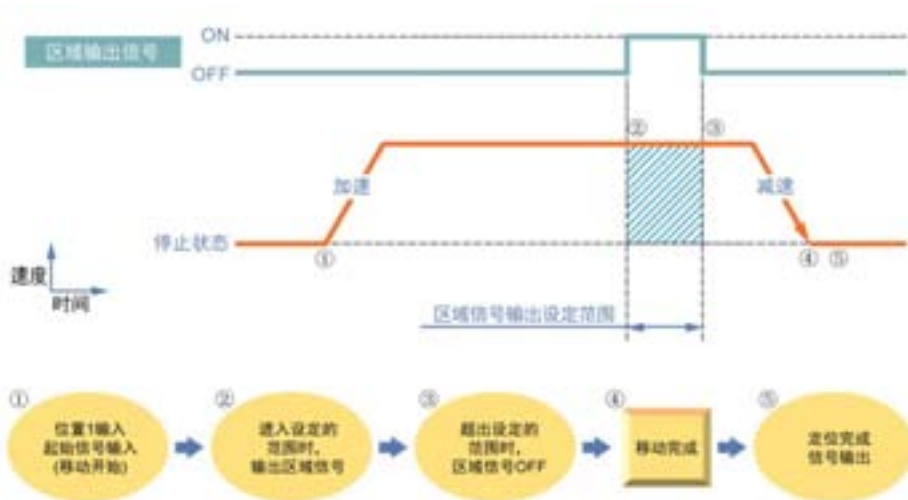 ON
区域输出信号
OFF
② ③
加速
减速
停止状态
① ④ ⑤
速度
时间
区域信号输出设定范围
①
位置1输入
起始信号输入
(移动开始)
②
进入设定的
范围时,
输出区域信号
③
超出设定的
范围时,
区域信号OFF
④
移动完成
⑤
定位完成
信号输出